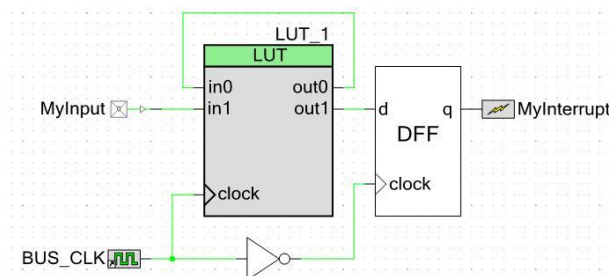 LUT_1
LUT
in0 out0
MyInput in1 out1 d q MyInterrupt
DFF
clock clock
BUS_CLK